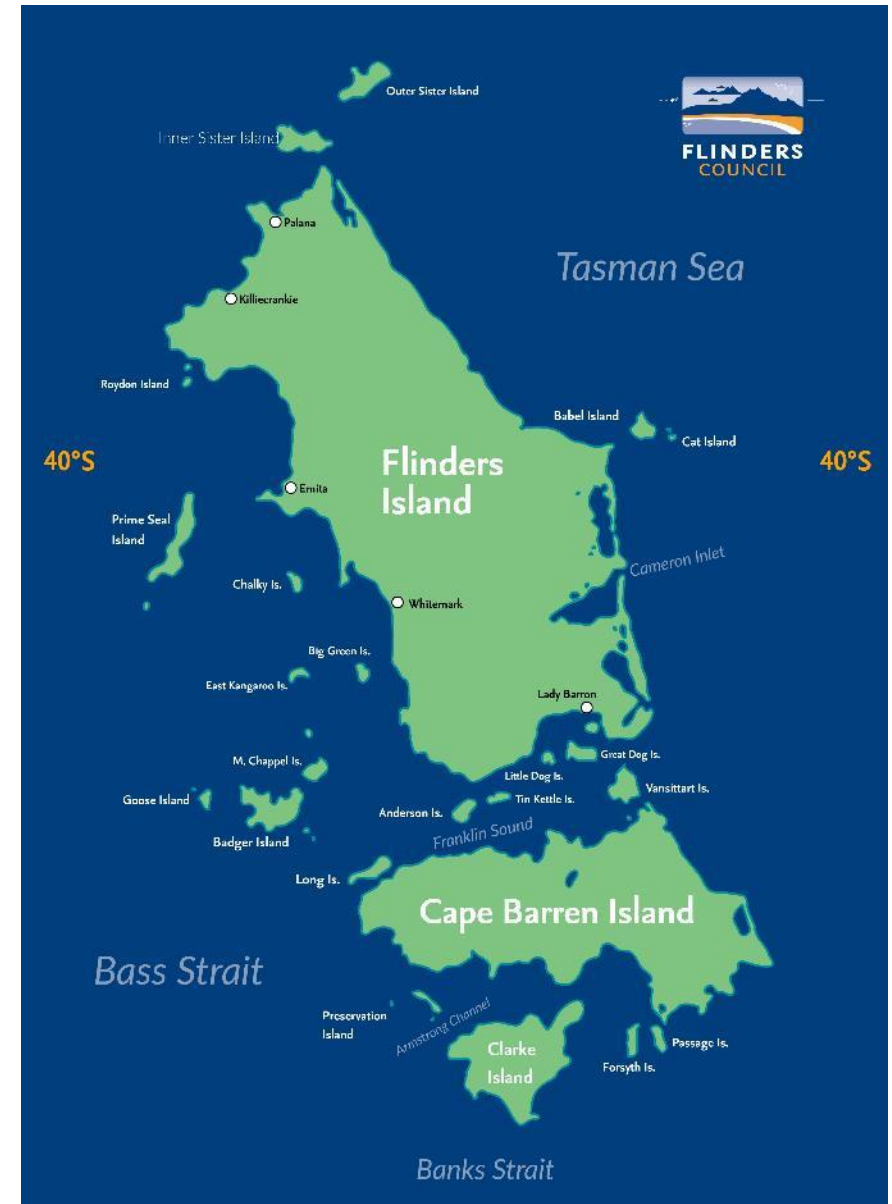 Outer Sister Island
FLINDERS
COUNCIL
Inner Sister Island
Palana
Tasman Sea
Killiecrankie
Roydon Island
Babel Island
Cat Island
40°S
40°S
Flinders
Island
Emita
Prime Seal
Island
Cameron Inlet
Chalky Is.
Whitemark
Big Green Is.
East Kangaroo Is.
Lady Barron
Great Dog Is.
M. Chappel Is.
Little Dog Is.
Vansittart Is.
Goose Island
Tin Kettle Is.
Anderson Is.
Badger Island
Franklin Sound
Long Is.
Cape Barren Island
Bass Strait
Preservation
Island
Armstrong Channel
Clarke
Island
Passage Is.
Forsyth Is.
Banks Strait